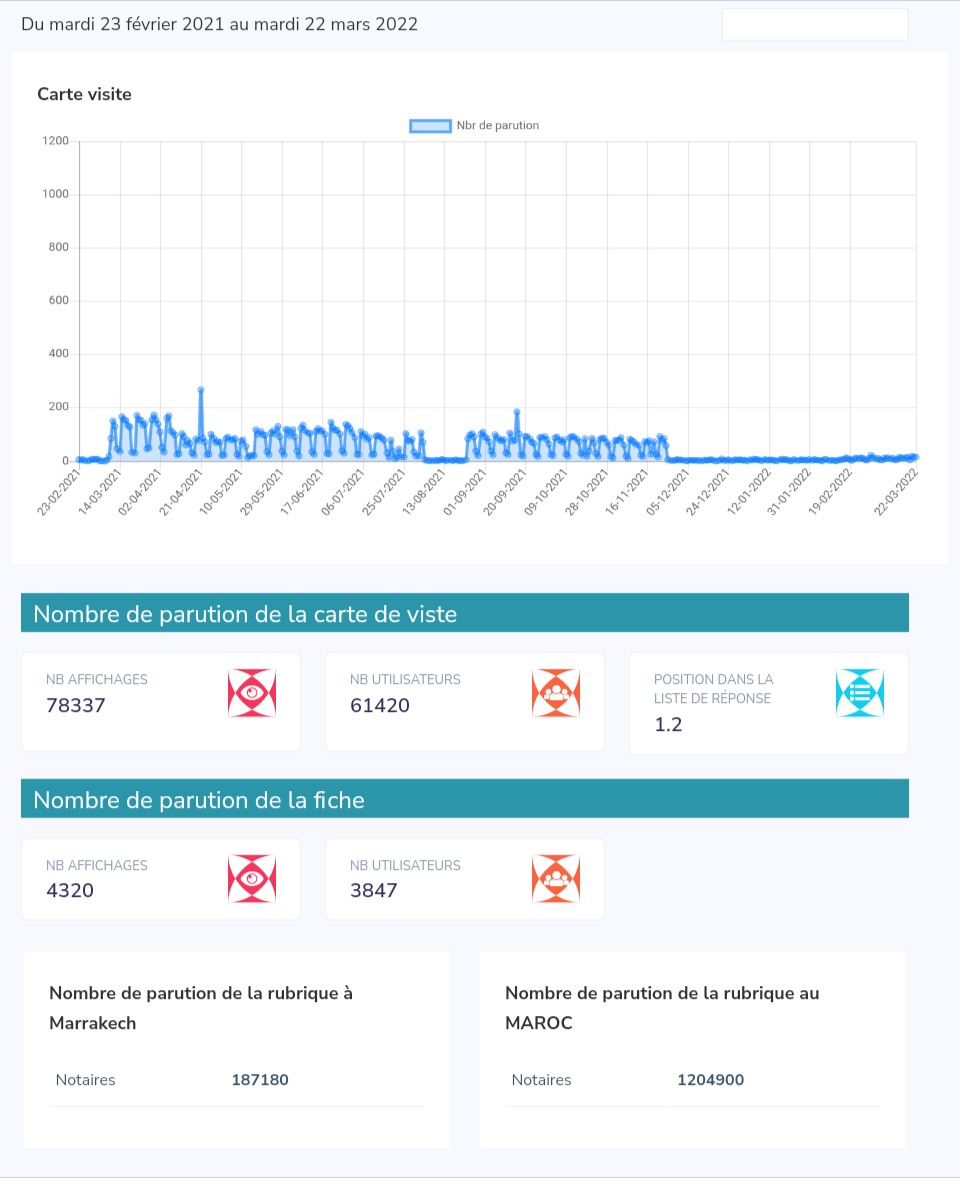 Du mardi 23 février 2021 au mardi 22 mars 2022
Carte visite
Nbr de parution
1200
1000
800
600
400
200
0
23-02-2021
14-03-2021
02-04-2021
21-04-2021
10-05-2021
29-05-2021
17-06-2021
06-07-2021
25-07-2021
13-08-2021
01-09-2021
20-09-2021
09-10-2021
28-10-2021
16-11-2021
05-12-2021
24-12-2021
12-01-2022
31-01-2022
19-02-2022
22-03-2022
Nombre de parution de la carte de viste
NB AFFICHAGES
78337
NB UTILISATEURS
61420
POSITION DANS LA
LISTE DE RÉPONSE
1.2
Nombre de parution de la fiche
NB AFFICHAGES
4320
NB UTILISATEURS
3847
Nombre de parution de la rubrique à
Marrakech
Notaires 187180
Nombre de parution de la rubrique au
MAROC
Notaires 1204900